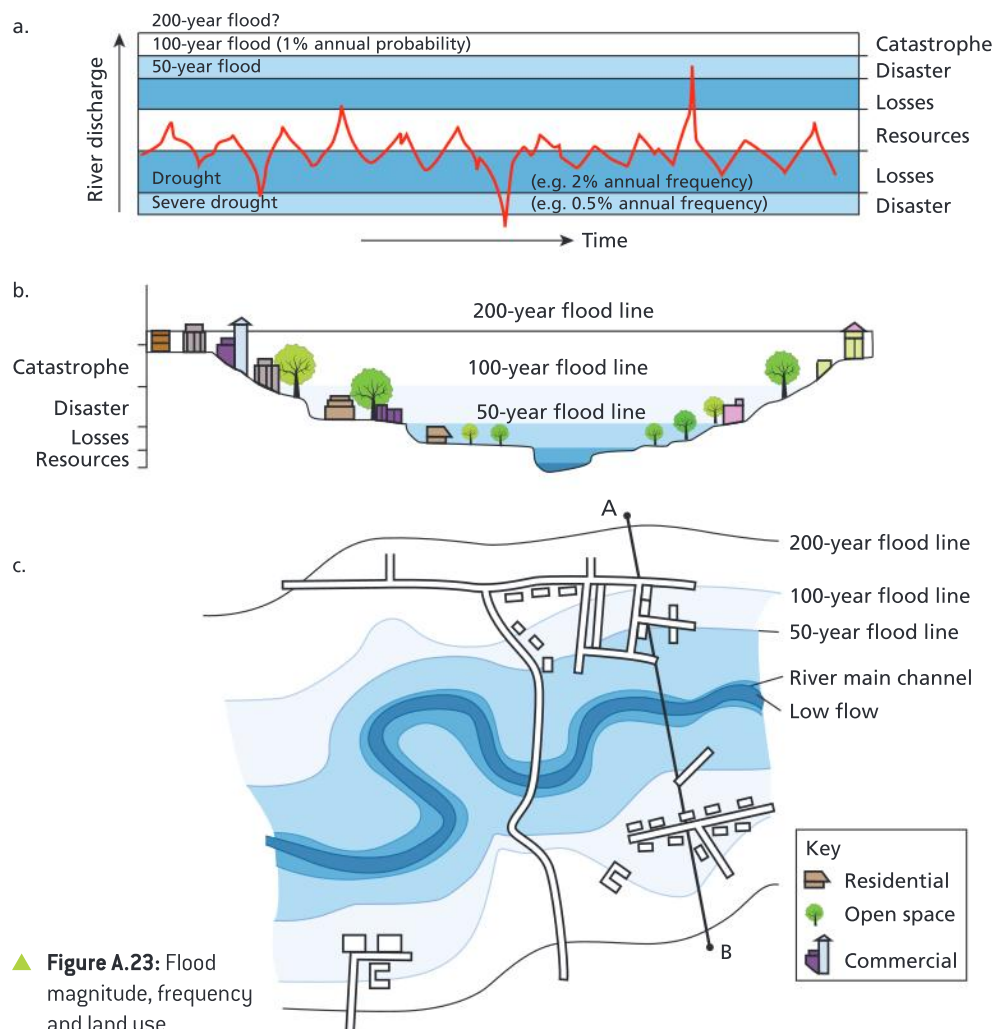 a.
River discharge
200-year flood?
100-year flood (1% annual probability)
50-year flood
Drought
(e.g. 2% annual frequency)
Severe drought
(e.g. 0.5% annual frequency)
Catastrophe
Disaster
Losses
Resources
Losses
Disaster
Time
b.
200-year flood line
100-year flood line
50-year flood line
Catastrophe
Disaster
Losses
Resources
c.
A
200-year flood line
100-year flood line
50-year flood line
River main channel
Low flow
B
Key
Residential
Open space
Commercial
Figure A.23: Flood
magnitude, frequency
and land use